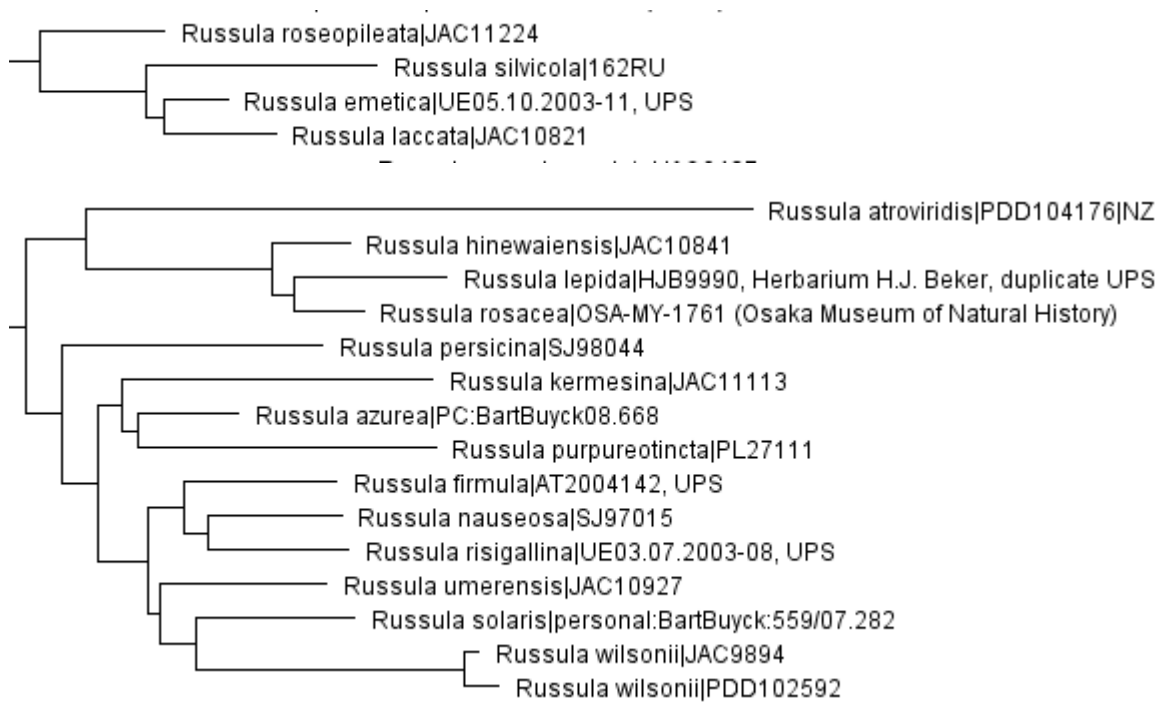 Russula roseopileata|JAC11224
Russula silvicola|162RU
Russula emetica|UE05.10.2003-11, UPS
Russula laccata|JAC10821
Russula atroviridis|PDD104176|NZ
Russula hinewaiensis|JAC10841
Russula lepida|HJB9990, Herbarium H.J. Beker, duplicate UPS
Russula rosacea|OSA-MY-1761 (Osaka Museum of Natural History)
Russula persicina|SJ98044
Russula kermesina|JAC11113
Russula azurea|PC:BartBuyck08.668
Russula purpureotincta|PL27111
Russula firmula|AT2004142, UPS
Russula nauseosa|SJ97015
Russula risigallina|UE03.07.2003-08, UPS
Russula umerensis|JAC10927
Russula solaris|personal:BartBuyck:559/07.282
Russula wilsonii|JAC9894
Russula wilsonii|PDD102592